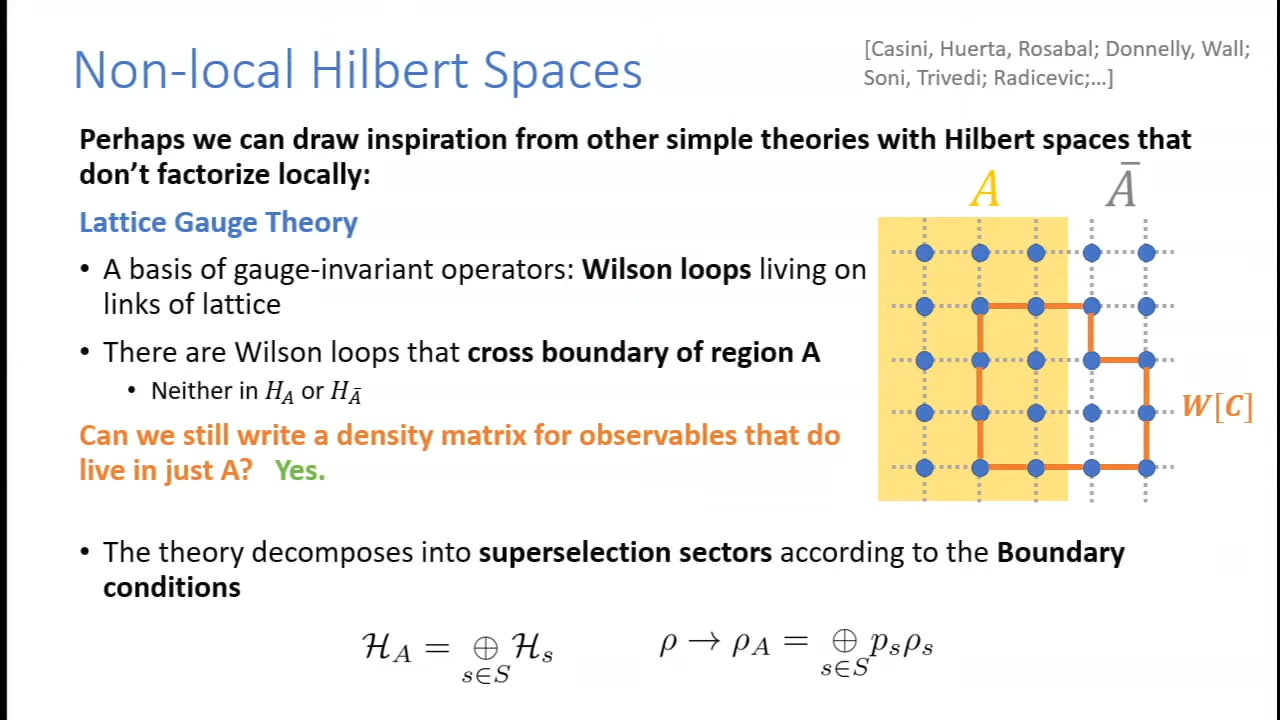 Non-local Hilbert Spaces
[Casini, Huerta, Rosabal; Donnelly, Wall;
Soni, Trivedi; Radicevic;...]
Perhaps we can draw inspiration from other simple theories with Hilbert spaces that
don't factorize locally:
A
Ā
Lattice Gauge Theory
• A basis of gauge-invariant operators: Wilson loops living on
links of lattice
• There are Wilson loops that cross boundary of region A
• Neither in H_A or H_Ā
W[C]
Can we still write a density matrix for observables that do
live in just A? Yes.
• The theory decomposes into superselection sectors according to the Boundary
conditions
ℋ_A = ⊕_{s∈S} ℋ_s
ρ → ρ_A = ⊕_{s∈S} p_s ρ_s